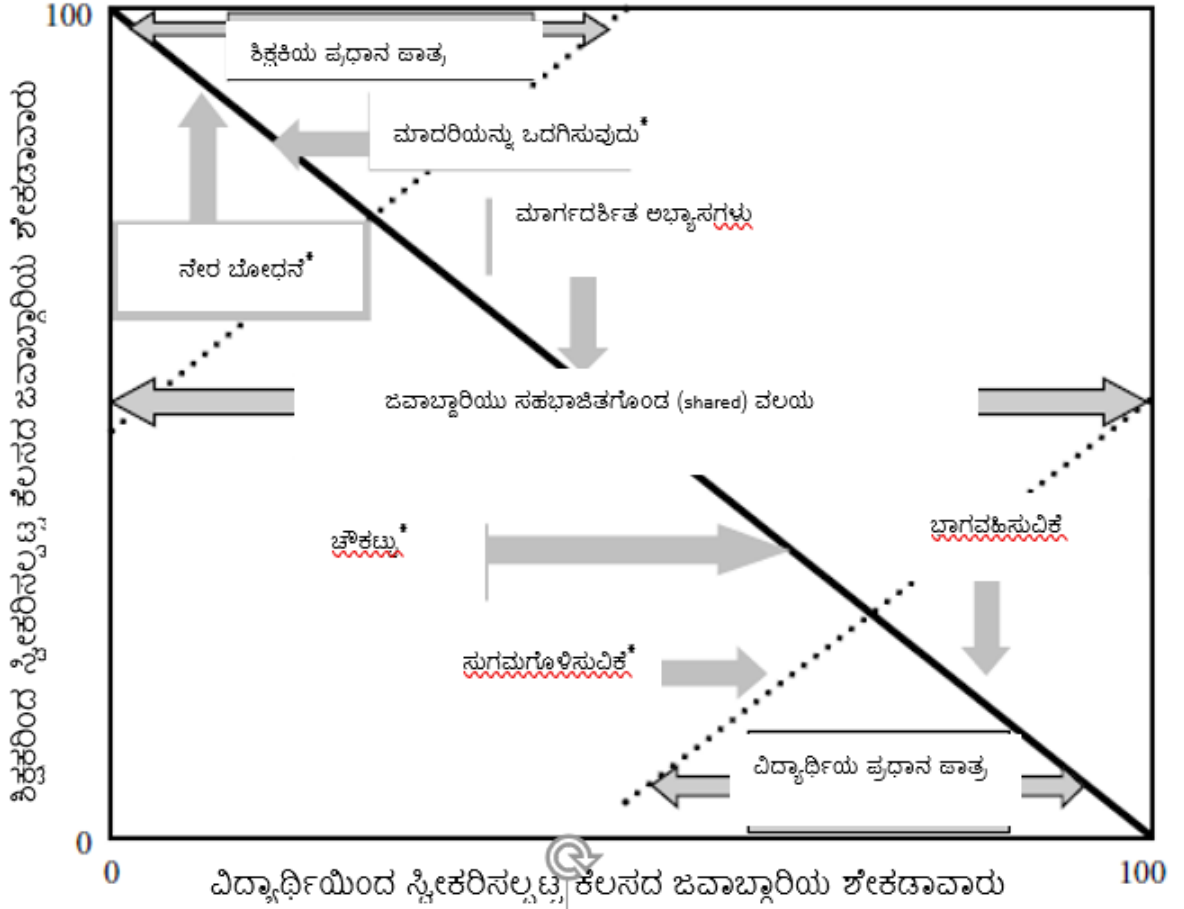 100
ಶಿಕ್ಷಕಿಯ ಪ್ರಧಾನ ಪಾತ್ರ
ಮಾದರಿಯನ್ನು ಒದಗಿಸುವುದು*
ಮಾರ್ಗದರ್ಶಿತ ಅಭ್ಯಾಸಗಳು
ನೇರ ಬೋಧನೆ*
ಜವಾಬ್ದಾರಿಯು ಸಹಭಾಜಿತಗೊಂಡ (shared) ವಲಯ
ಭಾಗವಹಿಸುವಿಕೆ
ಚೌಕಟ್ಟು*
ಸುಗಮಗೊಳಿಸುವಿಕೆ*
ವಿದ್ಯಾರ್ಥಿಯ ಪ್ರಧಾನ ಪಾತ್ರ
ಶಿಕ್ಷಕರಿಂದ ಸ್ವೀಕರಿಸಲ್ಪಟ್ಟ ಕೆಲಸದ ಜವಾಬ್ದಾರಿಯ ಶೇಕಡಾವಾರು
0
0
100
ವಿದ್ಯಾರ್ಥಿಯಿಂದ ಸ್ವೀಕರಿಸಲ್ಪಟ್ಟ ಕೆಲಸದ ಜವಾಬ್ದಾರಿಯ ಶೇಕಡಾವಾರು